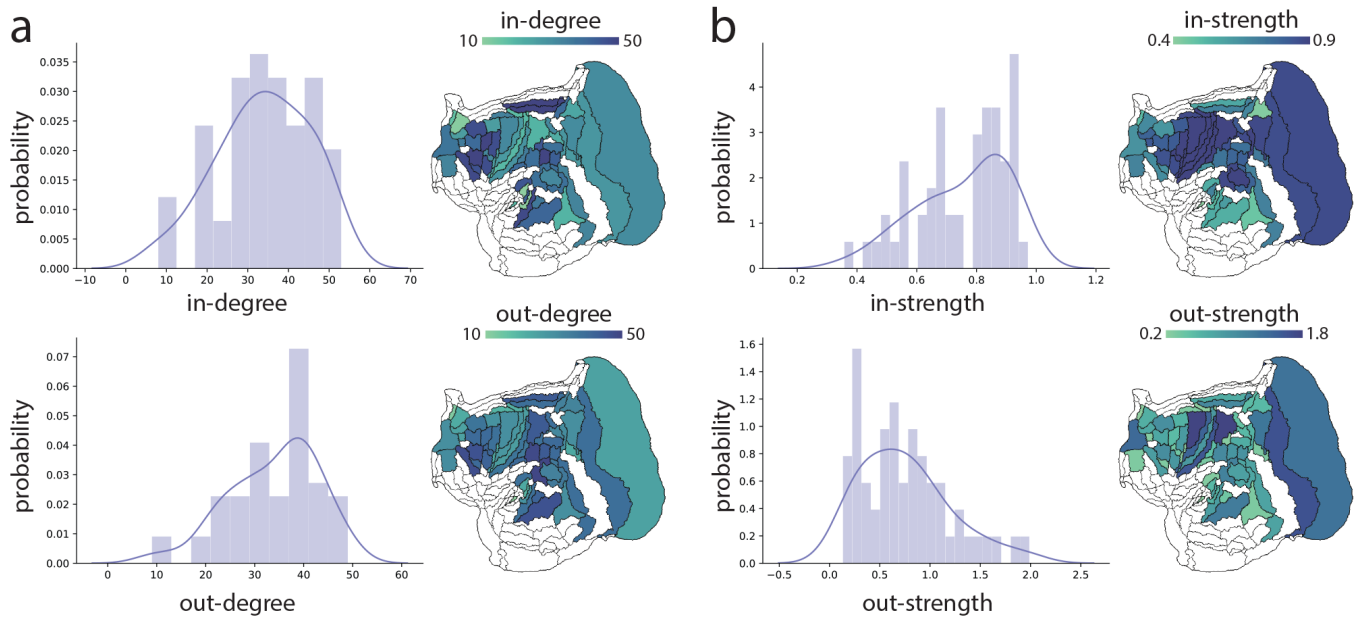 a
in-degree
10 50
probability
0.035
0.030
0.025
0.020
0.015
0.010
0.005
0.000
−10 0 10 20 30 40 50 60 70
in-degree
b
in-strength
0.4 0.9
probability
4
3
2
1
0
0.2 0.4 0.6 0.8 1.0 1.2
in-strength
out-degree
10 50
probability
0.07
0.06
0.05
0.04
0.03
0.02
0.01
0.00
0 10 20 30 40 50 60
out-degree
out-strength
0.2 1.8
probability
1.6
1.4
1.2
1.0
0.8
0.6
0.4
0.2
0.0
−0.5 0.0 0.5 1.0 1.5 2.0 2.5
out-strength